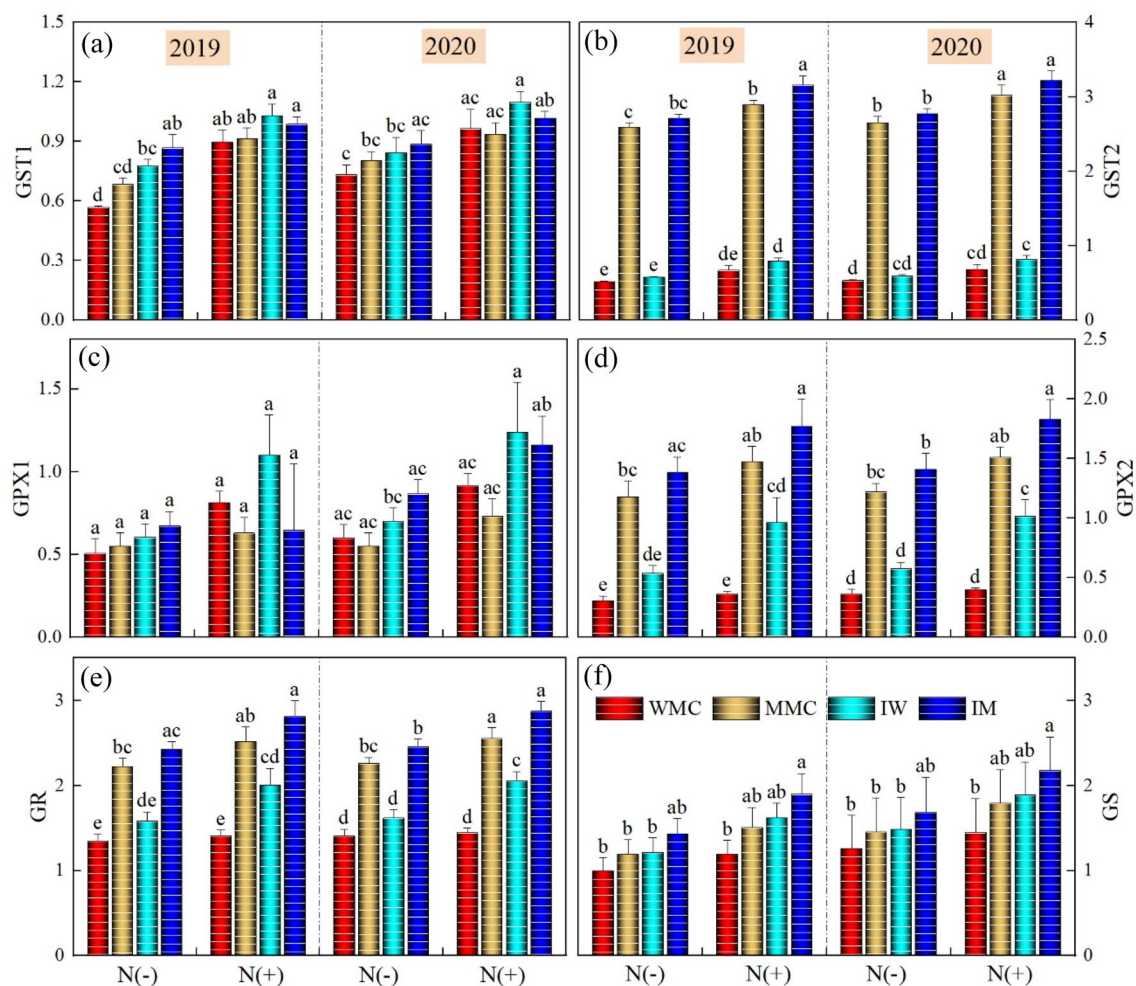 (a) 2019 2020 (b) 2019 2020
1.5 1.2 0.9 0.6 0.3 0.0
GST1
d cd bc ab ab ab a a c bc bc ab ac ac a ab
4 3 2 1 0
GST2
e c e bc de b d a d b cd b cd a c a
(c) (d)
1.5 1.0 0.5 0.0
GPX1
a a a a a a a a ac ac bc ac ac ac a ab
2.5 2.0 1.5 1.0 0.5 0.0
GPX2
e bc de ac e ab cd a d bc d b d ab c a
(e) (f)
3 2 1 0
GR
e bc de ac e ab cd a d bc d b d a c a
WMC MMC IW IM
3 2 1 0
GS
b b b ab b ab ab a b b b ab b ab ab a
N(-) N(+) N(-) N(+) N(-) N(+) N(-) N(+)